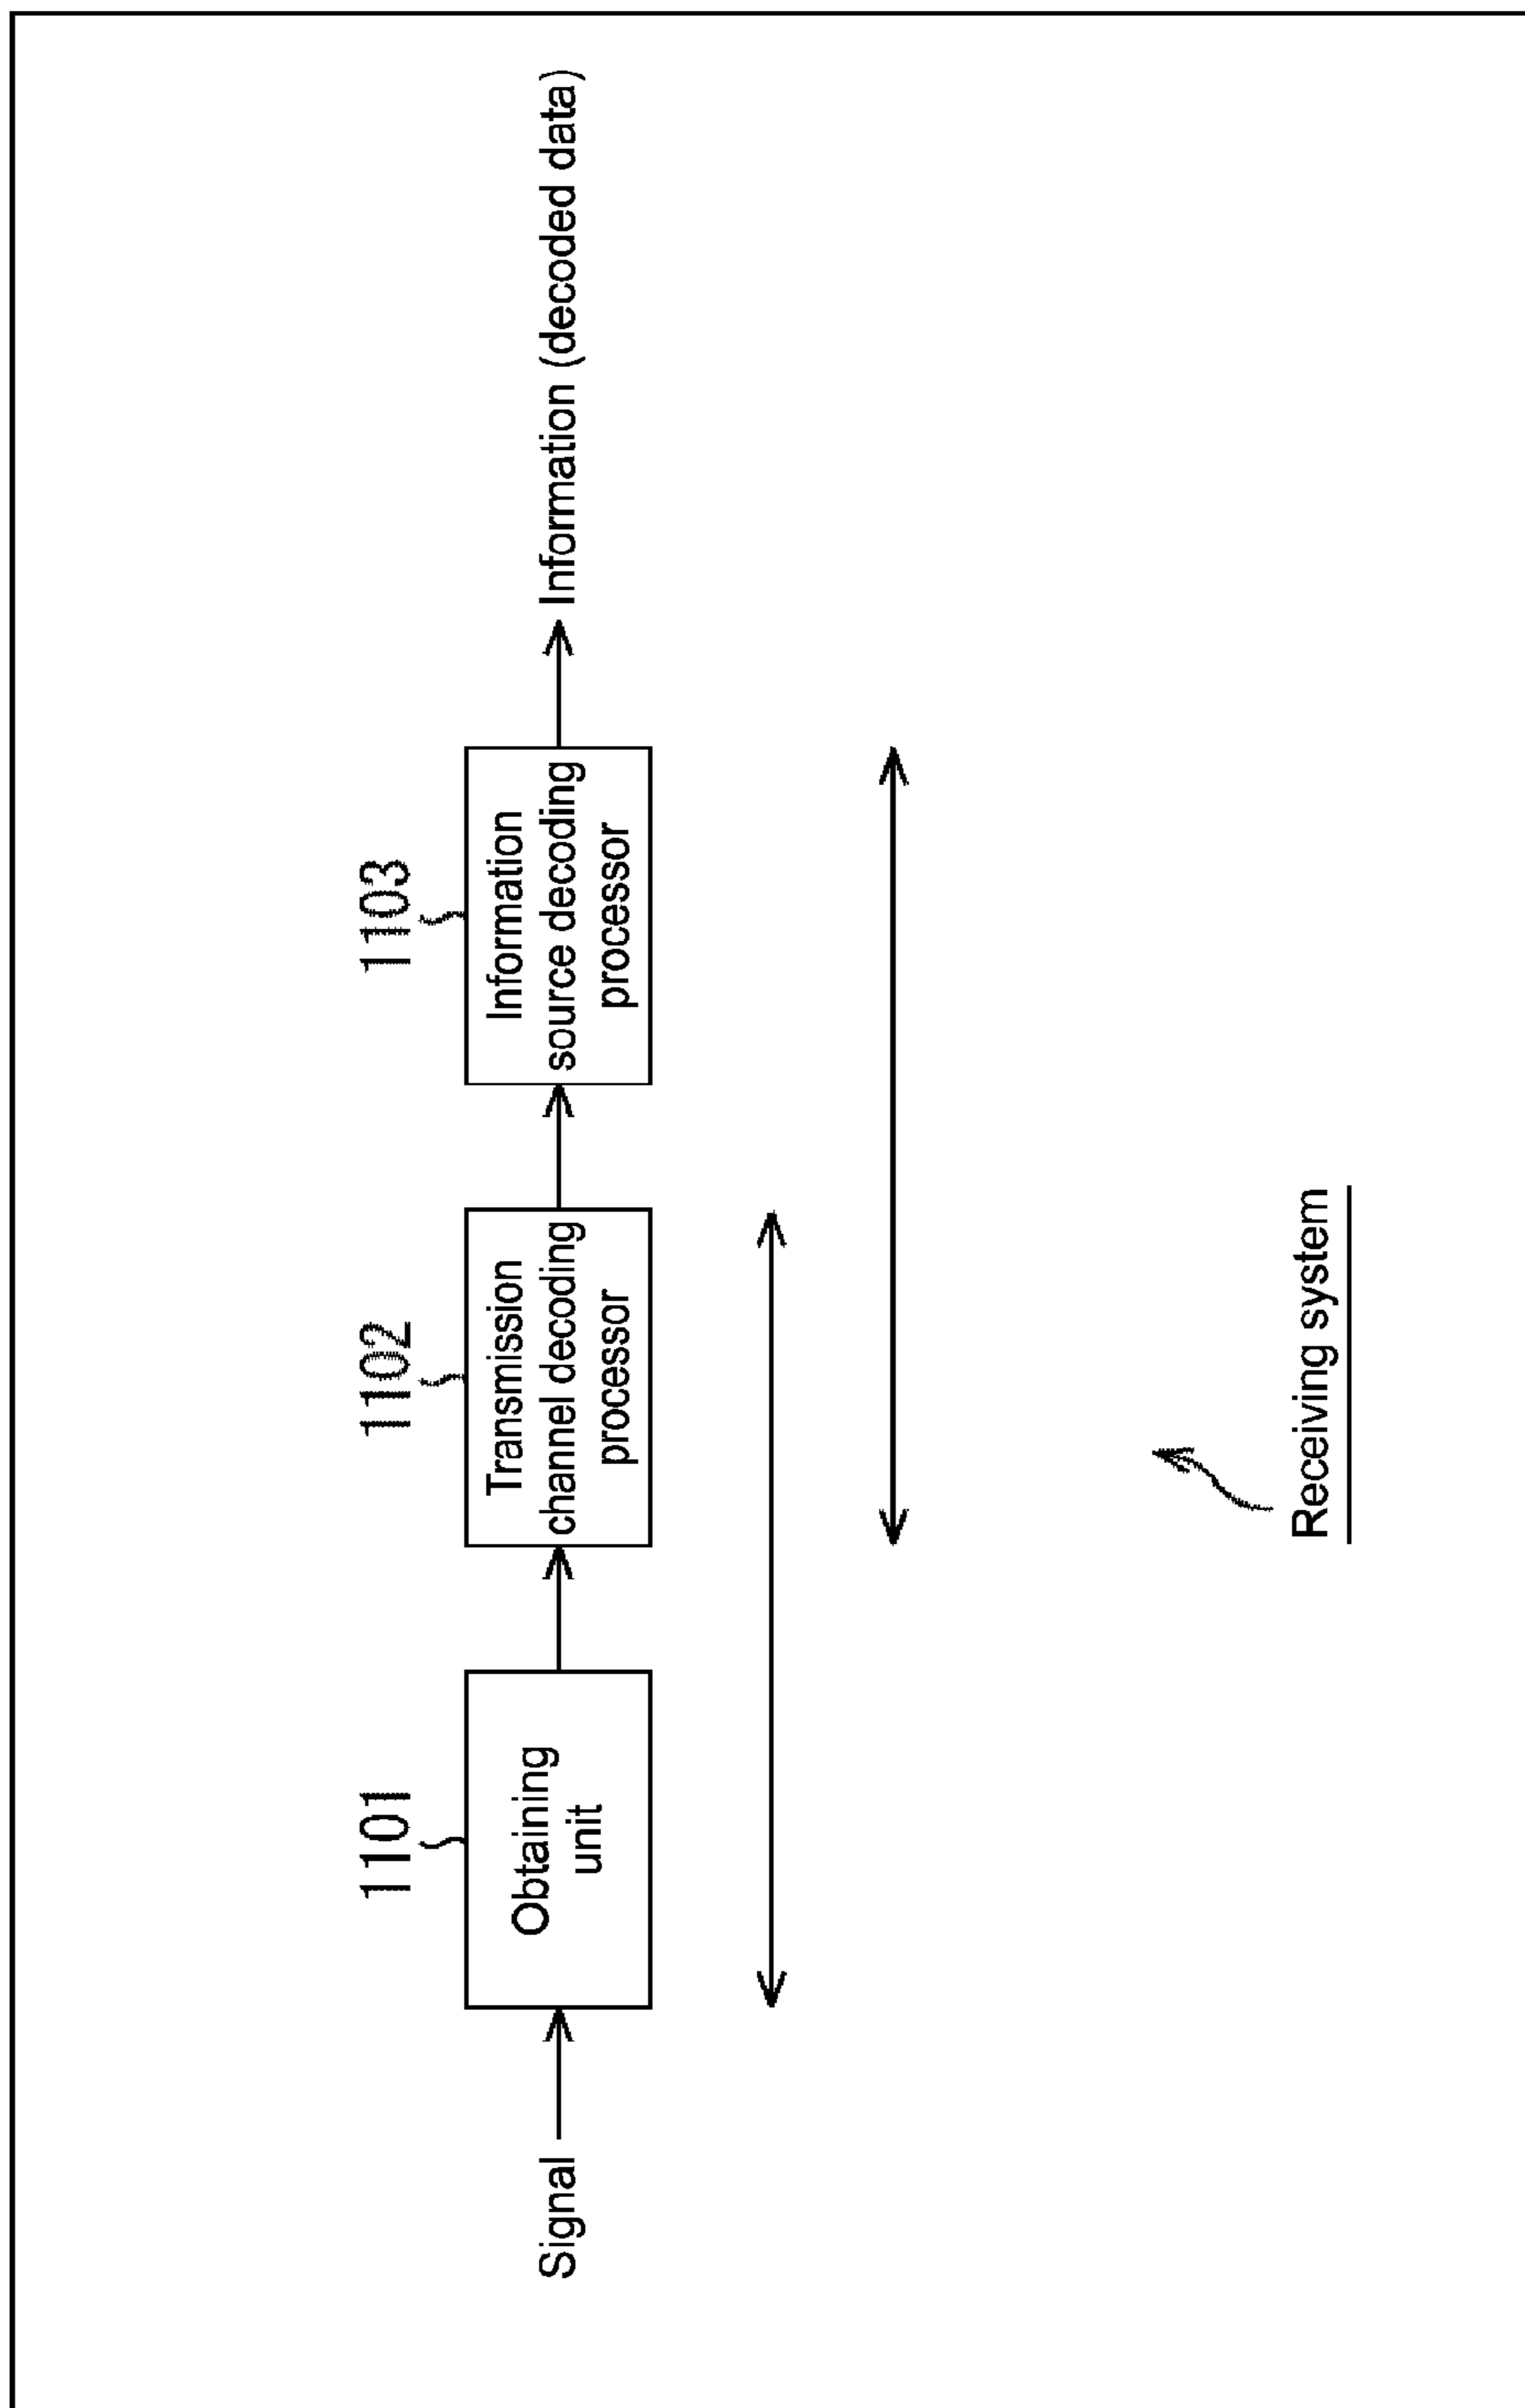 1101
1102
1103
Signal
Obtaining
unit
Transmission
channel decoding
processor
Information
source decoding
processor
Information (decoded data)
Receiving system